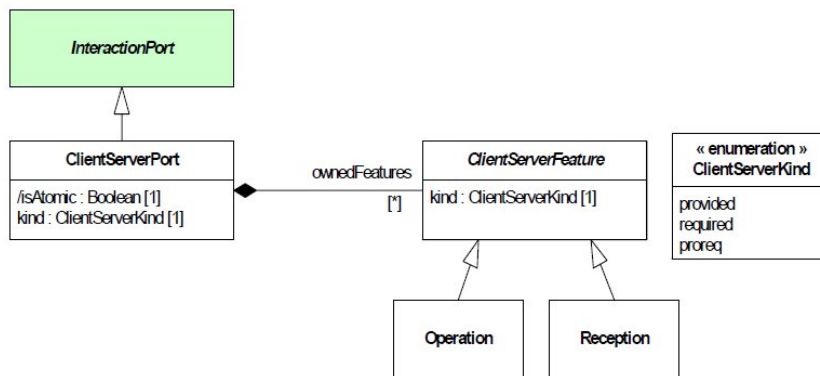 InteractionPort
ClientServerPort
/isAtomic : Boolean [1]
kind : ClientServerKind [1]
ownedFeatures
[*]
ClientServerFeature
kind : ClientServerKind [1]
« enumeration »
ClientServerKind
provided
required
proreq
Operation
Reception